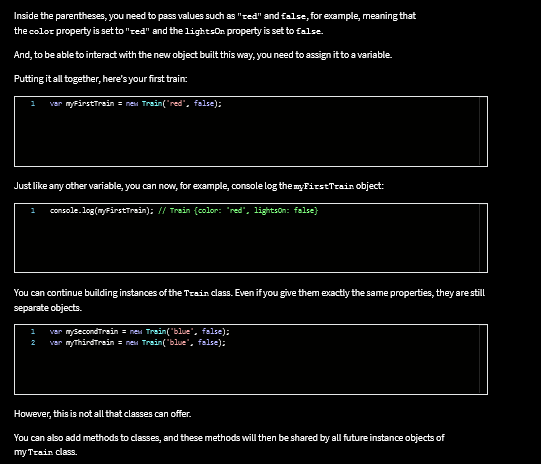 Inside the parentheses, you need to pass values such as "red" and false, for example, meaning that
the color property is set to "red" and the lightsOn property is set to false.
And, to be able to interact with the new object built this way, you need to assign it to a variable.
Putting it all together, here's your first train:
1 var myFirstTrain = new Train('red', false);
Just like any other variable, you can now, for example, console log the myFirstTrain object:
1 console.log(myFirstTrain); // Train {color: 'red', lightsOn: false}
You can continue building instances of the Train class. Even if you give them exactly the same properties, they are still
separate objects.
1 var mySecondTrain = new Train('blue', false);
2 var myThirdTrain = new Train('blue', false);
However, this is not all that classes can offer.
You can also add methods to classes, and these methods will then be shared by all future instance objects of
my Train class.